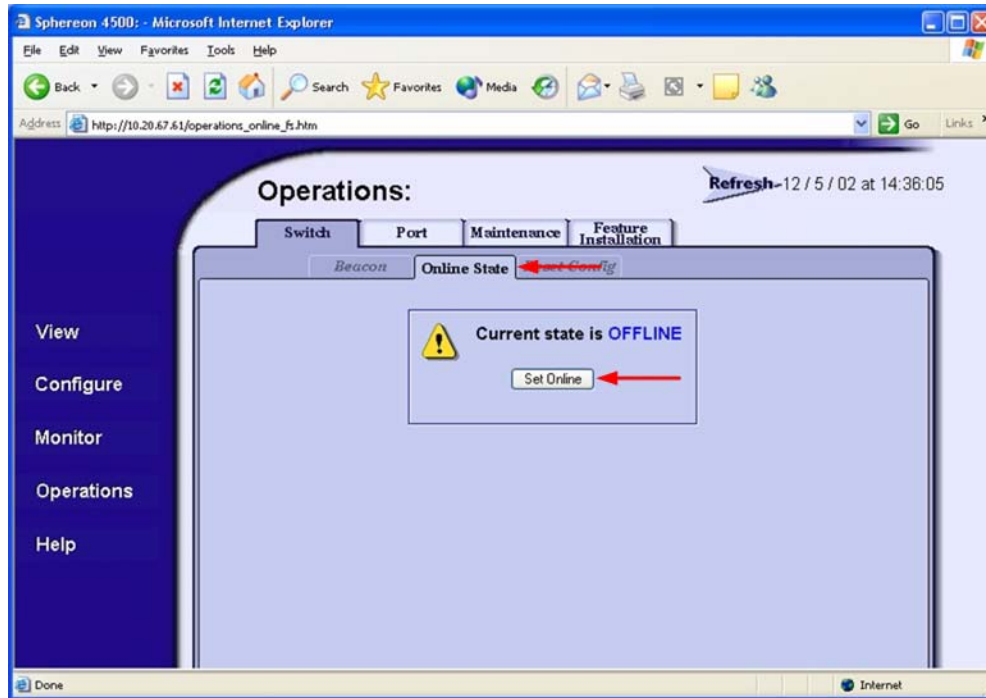 Sphereon 4500: - Microsoft Internet Explorer
File Edit View Favorites Tools Help
Back Search Favorites Media
Address http://10.20.67.61/operations_online_fs.htm Go Links
Operations:
Refresh-12 / 5 / 02 at 14:36:05
Switch Port Maintenance Feature Installation
Beacon Online State Reset Config
View
Configure
Monitor
Operations
Help
Current state is OFFLINE
Set Online
Done Internet